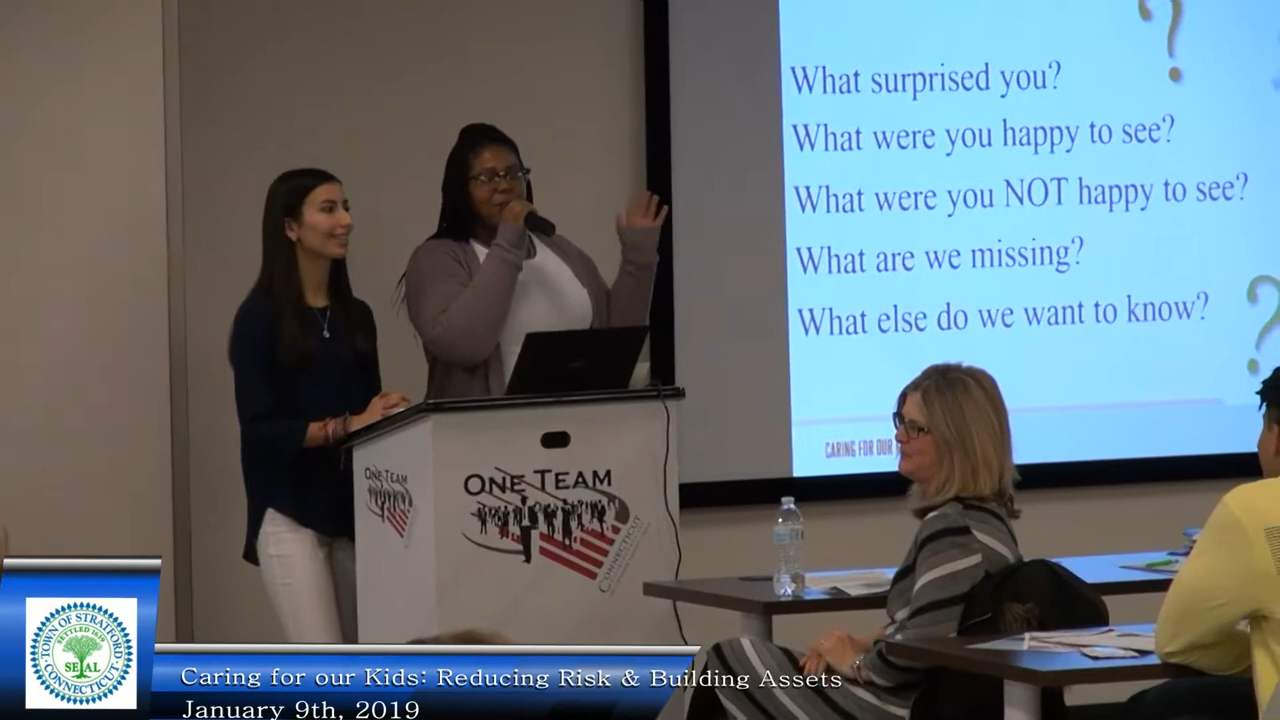 What surprised you?
What were you happy to see?
What were you NOT happy to see?
What are we missing?
What else do we want to know?
CARING FOR OUR
ONE TEAM
CONNECTICUT
ONE TEAM
TOWN OF STRATFORD
SETTLED 1639
SEAL
CONNECTICUT
Caring for our Kids: Reducing Risk & Building Assets
January 9th, 2019